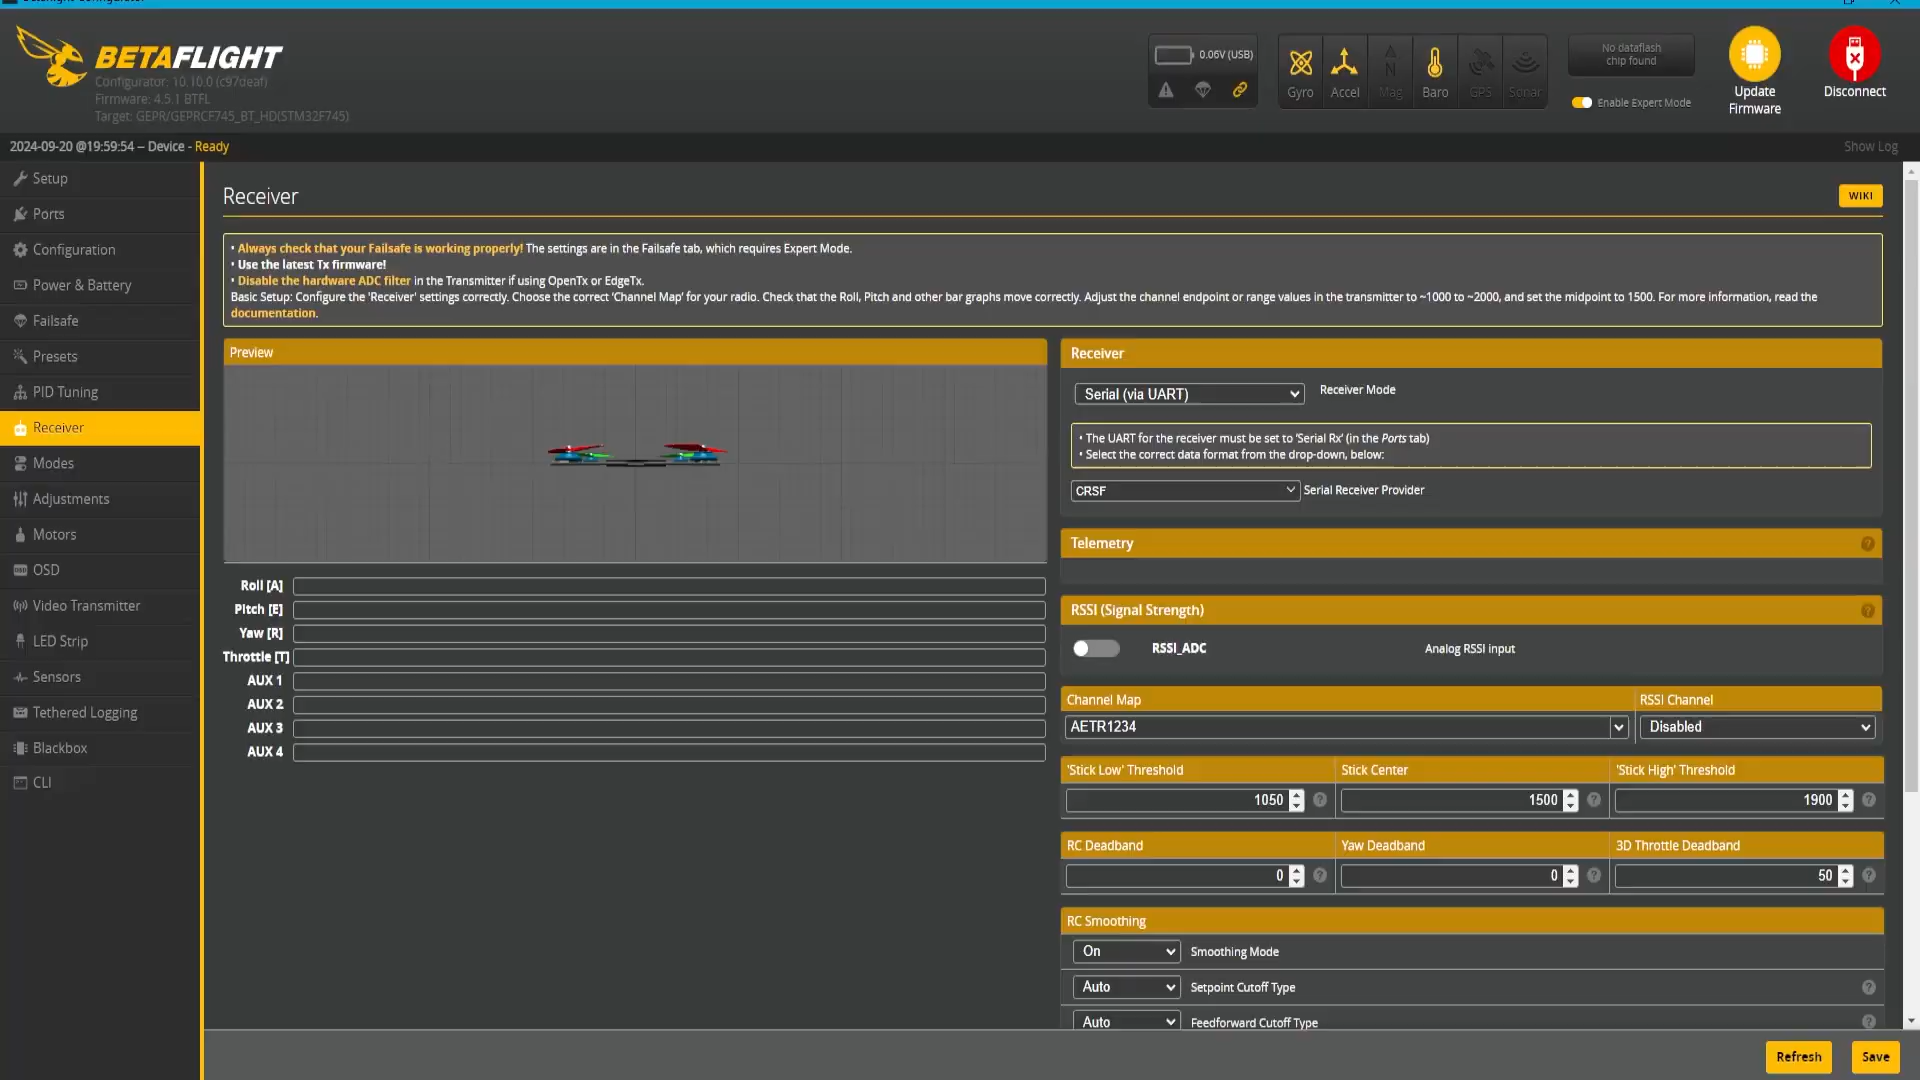 BETAFLIGHT
Configurator: 10.10.0 (c97deaf)
Firmware: 4.5.1 BTFL
Target: GEPR/GEPRCF745_BT_HD(STM32F745)
0.06V (USB)
Gyro
Accel
Mag
Baro
GPS
Sonar
No dataflash
chip found
Enable Expert Mode
Update
Firmware
Disconnect
2024-09-20 @19:59:54 -- Device - Ready
Show Log
Setup
Ports
Configuration
Power & Battery
Failsafe
Presets
PID Tuning
Receiver
Modes
Adjustments
Motors
OSD
Video Transmitter
LED Strip
Sensors
Tethered Logging
Blackbox
CLI
Receiver
WIKI
• Always check that your Failsafe is working properly! The settings are in the Failsafe tab, which requires Expert Mode.
• Use the latest Tx firmware!
• Disable the hardware ADC filter in the Transmitter if using OpenTx or EdgeTx.
Basic Setup: Configure the 'Receiver' settings correctly. Choose the correct 'Channel Map' for your radio. Check that the Roll, Pitch and other bar graphs move correctly. Adjust the channel endpoint or range values in the transmitter to ~1000 to ~2000, and set the midpoint to 1500. For more information, read the
documentation.
Preview
Roll [A]
Pitch [E]
Yaw [R]
Throttle [T]
AUX 1
AUX 2
AUX 3
AUX 4
Receiver
Serial (via UART)
Receiver Mode
• The UART for the receiver must be set to 'Serial Rx' (in the Ports tab)
• Select the correct data format from the drop-down, below:
CRSF
Serial Receiver Provider
Telemetry
RSSI (Signal Strength)
RSSI_ADC
Analog RSSI input
Channel Map
RSSI Channel
AETR1234
Disabled
'Stick Low' Threshold
Stick Center
'Stick High' Threshold
1050
1500
1900
RC Deadband
Yaw Deadband
3D Throttle Deadband
0
0
50
RC Smoothing
On
Smoothing Mode
Auto
Setpoint Cutoff Type
Auto
Feedforward Cutoff Type
Refresh
Save